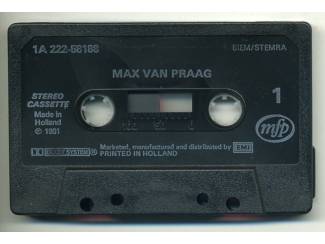 1A 222-58188
BIEM/STEMRA
MAX VAN PRAAG
STEREO
CASSETTE
Made in
Holland
℗ 1981
1
mfp
Marketed, manufactured and distributed by EMI
SYSTEM
PRINTED IN HOLLAND